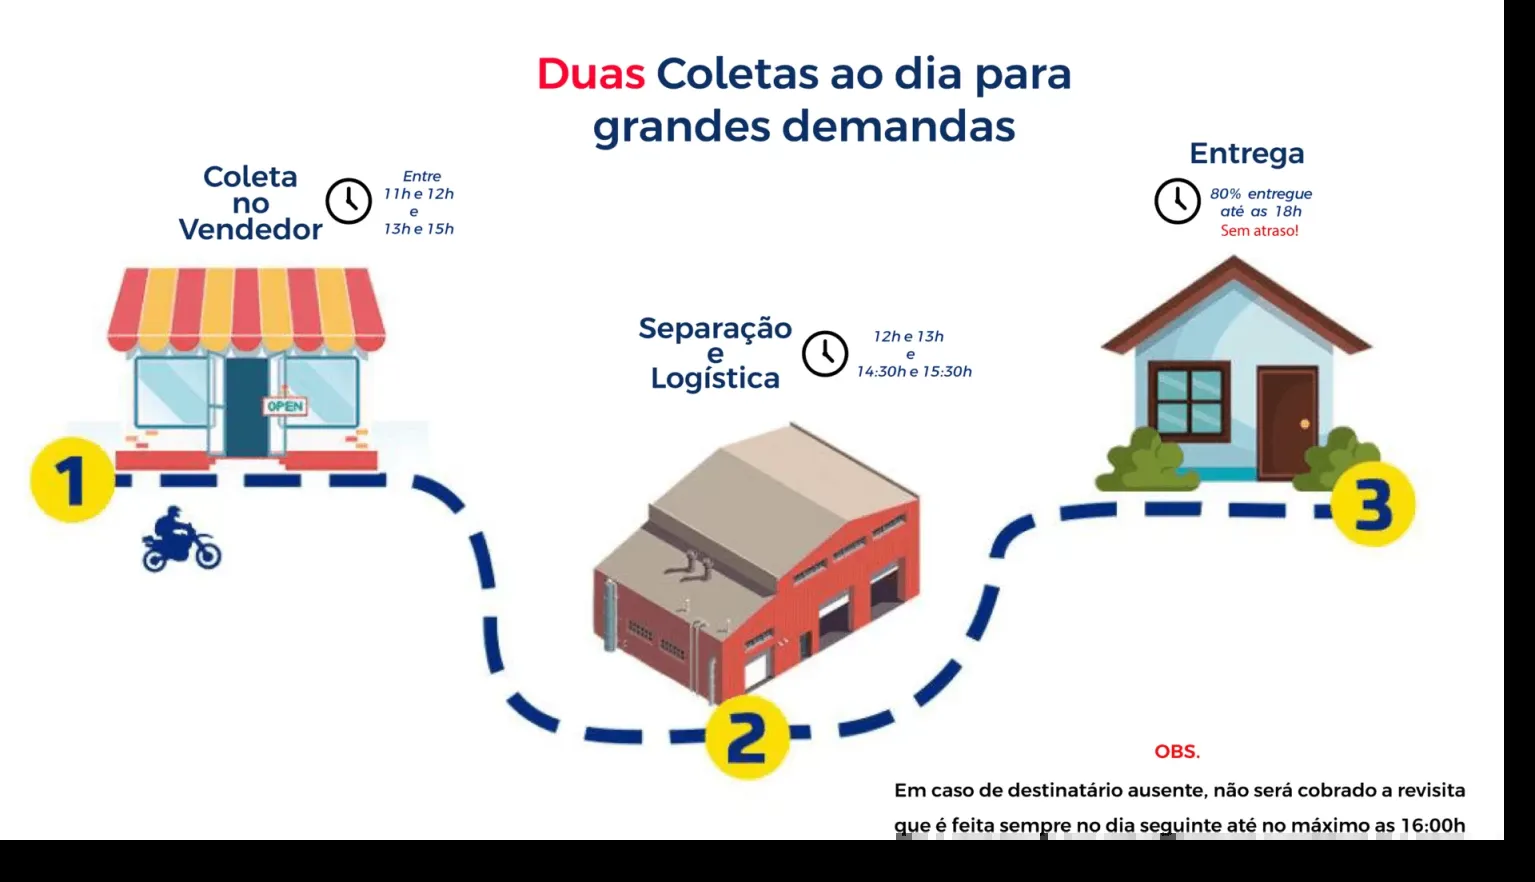 Duas Coletas ao dia para
grandes demandas
Coleta
no
Vendedor
Entre
11h e 12h
e
13h e 15h
OPEN
1
Separação
e
Logística
12h e 13h
e
14:30h e 15:30h
2
Entrega
80% entregue
até as 18h
Sem atraso!
3
OBS.
Em caso de destinatário ausente, não será cobrado a revisita
que é feita sempre no dia seguinte até no máximo as 16:00h